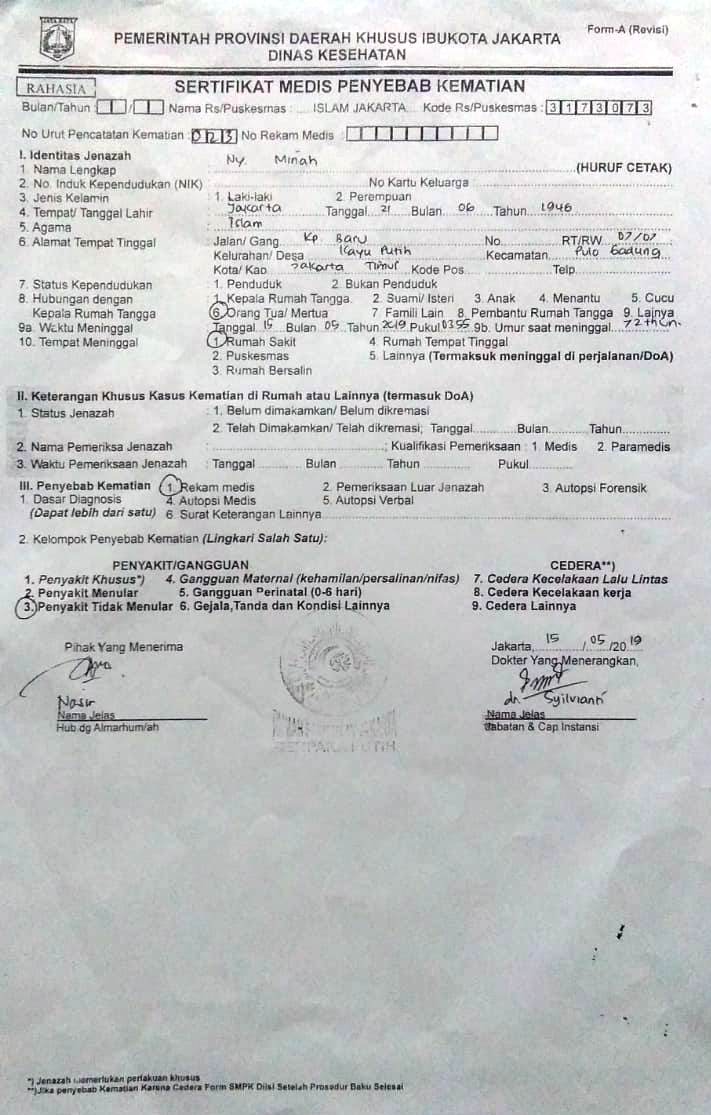 JAYA RAYA
PEMERINTAH PROVINSI DAERAH KHUSUS IBUKOTA JAKARTA
DINAS KESEHATAN
Form-A (Revisi)
RAHASIA
SERTIFIKAT MEDIS PENYEBAB KEMATIAN
Bulan/Tahun : / Nama Rs/Puskesmas : .... ISLAM JAKARTA... Kode Rs/Puskesmas : 3 1 7 3 0 7 3
No Urut Pencatatan Kematian : 0 2 3 No Rekam Medis :
I. Identitas Jenazah
1. Nama Lengkap : Ny. Minah (HURUF CETAK)
2. No. Induk Kependudukan (NIK) : No Kartu Keluarga :
3. Jenis Kelamin : 1. Laki-laki 2. Perempuan
4. Tempat/ Tanggal Lahir : Jakarta Tanggal 21 Bulan 06 Tahun 1946
5. Agama : Islam
6. Alamat Tempat Tinggal : Jalan/ Gang Kp. Baru No. RT/RW 07/07
Kelurahan/ Desa Kayu Putih Kecamatan Pulo Gadung
Kota/ Kab Jakarta Timur Kode Pos Telp
7. Status Kependudukan : 1. Penduduk 2. Bukan Penduduk
8. Hubungan dengan : 1. Kepala Rumah Tangga. 2. Suami/ Isteri 3. Anak 4. Menantu 5. Cucu
Kepala Rumah Tangga 6. Orang Tua/ Mertua 7 Famili Lain 8. Pembantu Rumah Tangga 9. Lainya
9a. Waktu Meninggal : Tanggal 15 Bulan 05 Tahun 2019 Pukul 0355 9b. Umur saat meninggal 72 thn.
10. Tempat Meninggal : 1. Rumah Sakit 4. Rumah Tempat Tinggal
2. Puskesmas 5. Lainnya (Termaksuk meninggal di perjalanan/DoA)
3. Rumah Bersalin
II. Keterangan Khusus Kasus Kematian di Rumah atau Lainnya (termasuk DoA)
1. Status Jenazah : 1. Belum dimakamkan/ Belum dikremasi
2. Telah Dimakamkan/ Telah dikremasi; Tanggal Bulan Tahun
2. Nama Pemeriksa Jenazah : ; Kualifikasi Pemeriksaan : 1 Medis 2. Paramedis
3. Waktu Pemeriksaan Jenazah : Tanggal Bulan Tahun Pukul
III. Penyebab Kematian 1. Rekam medis 2. Pemeriksaan Luar Jenazah 3. Autopsi Forensik
1. Dasar Diagnosis 4. Autopsi Medis 5. Autopsi Verbal
(Dapat lebih dari satu) 6. Surat Keterangan Lainnya
2. Kelompok Penyebab Kematian (Lingkari Salah Satu):
PENYAKIT/GANGGUAN CEDERA**)
1. Penyakit Khusus*) 4. Gangguan Maternal (kehamilan/persalinan/nifas) 7. Cedera Kecelakaan Lalu Lintas
2. Penyakit Menular 5. Gangguan Perinatal (0-6 hari) 8. Cedera Kecelakaan kerja
3. Penyakit Tidak Menular 6. Gejala,Tanda dan Kondisi Lainnya 9. Cedera Lainnya
Pihak Yang Menerima Jakarta, 15 / 05 /20 19
Dokter Yang Menerangkan,
Nasir dr Syilvianti
Nama Jelas Nama Jelas
Hub dg Almarhum/ah Jabatan & Cap Instansi
*) Jenazah Memerlukan perlakuan khusus
**)Jika penyebab Kematian Karena Cedera Form SMPK Diisi Setelah Prosedur Baku Selesai